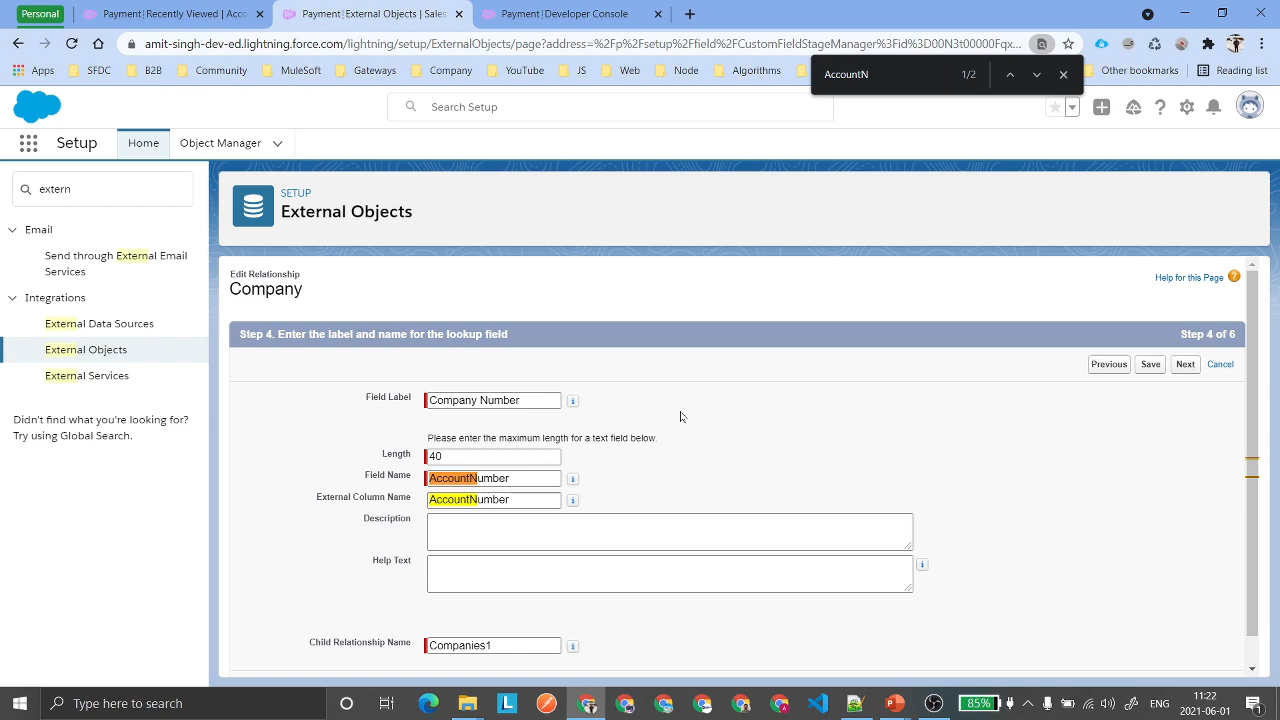 Personal
Payment|Recently Viewed | Acco
Payment|External Objects | Sales
Payment|Developer Console
amit-singh-dev-ed.lightning.force.com/lightning/setup/ExternalObjects/page?address=%2Fp%2Fsetup%2Ffield%2FCustomFieldStageManager%3Fid%3D00N3t00000Fqx...
Apps
SFDC
B2B
Community
MuleSoft
Gateways
Company
YouTube
JS
Web
Node
Algorithms
Other bookmarks
Reading list
AccountN
1/2
Search Setup
Setup
Home
Object Manager
extern
Email
Send through External Email
Services
Integrations
External Data Sources
External Objects
External Services
Didn't find what you're looking for?
Try using Global Search.
SETUP
External Objects
Edit Relationship
Company
Help for this Page
Step 4. Enter the label and name for the lookup field
Step 4 of 6
Previous
Save
Next
Cancel
Field Label
Company Number
Please enter the maximum length for a text field below.
Length
40
Field Name
AccountNumber
External Column Name
AccountNumber
Description
Help Text
Child Relationship Name
Companies1
Type here to search
85%
ENG
11:22
2021-06-01